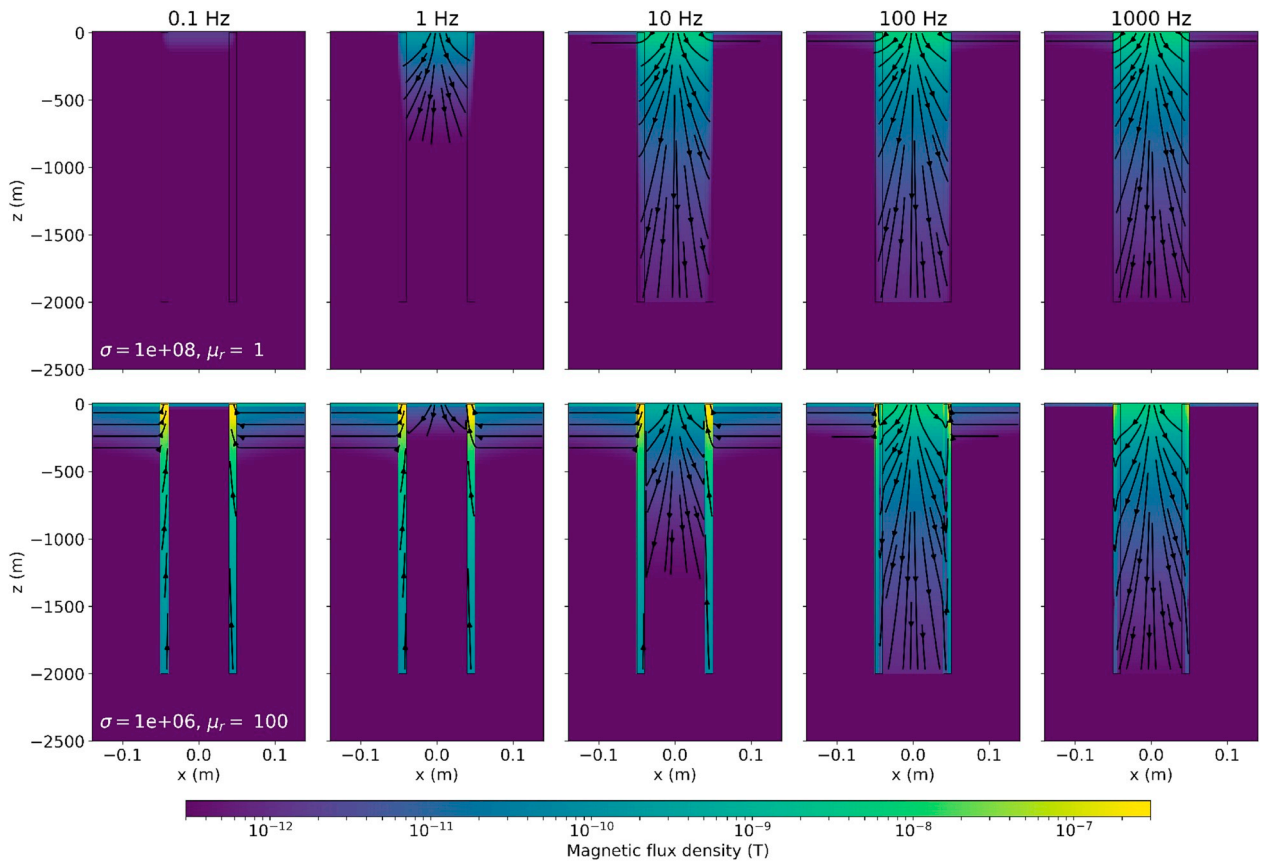 0.1 Hz 1 Hz 10 Hz 100 Hz 1000 Hz
0
−500
−1000
−1500
−2000
−2500
z (m)
σ = 1e+08, μr = 1
0
−500
−1000
−1500
−2000
−2500
z (m)
σ = 1e+06, μr = 100
−0.1 0.0 0.1 −0.1 0.0 0.1 −0.1 0.0 0.1 −0.1 0.0 0.1 −0.1 0.0 0.1
x (m) x (m) x (m) x (m) x (m)
10⁻¹² 10⁻¹¹ 10⁻¹⁰ 10⁻⁹ 10⁻⁸ 10⁻⁷
Magnetic flux density (T)